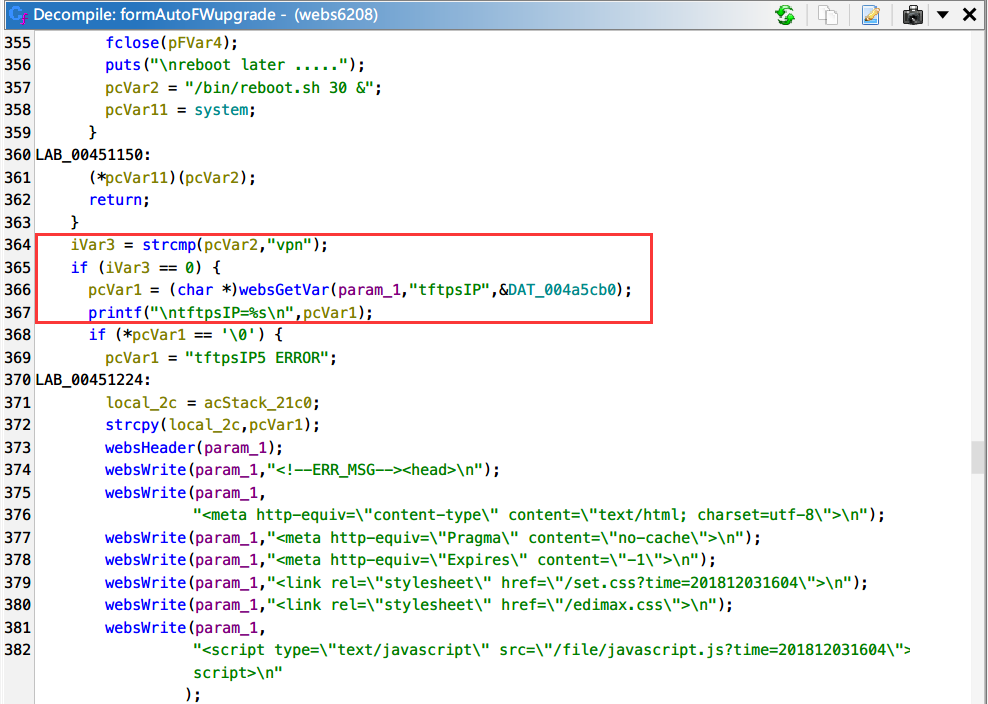 Decompile: formAutoFWupgrade - (webs6208)
355 fclose(pFVar4);
356 puts("\nreboot later .....");
357 pcVar2 = "/bin/reboot.sh 30 &";
358 pcVar11 = system;
359 }
360 LAB_00451150:
361 (*pcVar11)(pcVar2);
362 return;
363 }
364 iVar3 = strcmp(pcVar2,"vpn");
365 if (iVar3 == 0) {
366 pcVar1 = (char *)websGetVar(param_1,"tftpsIP",&DAT_004a5cb0);
367 printf("\ntftpsIP=%s\n",pcVar1);
368 if (*pcVar1 == '\0') {
369 pcVar1 = "tftpsIP5 ERROR";
370 LAB_00451224:
371 local_2c = acStack_21c0;
372 strcpy(local_2c,pcVar1);
373 websHeader(param_1);
374 websWrite(param_1,"<!--ERR_MSG--><head>\n");
375 websWrite(param_1,
376 "<meta http-equiv=\"content-type\" content=\"text/html; charset=utf-8\">\n");
377 websWrite(param_1,"<meta http-equiv=\"Pragma\" content=\"no-cache\">\n");
378 websWrite(param_1,"<meta http-equiv=\"Expires\" content=\"-1\">\n");
379 websWrite(param_1,"<link rel=\"stylesheet\" href=\"/set.css?time=201812031604\">\n");
380 websWrite(param_1,"<link rel=\"stylesheet\" href=\"/edimax.css\">\n");
381 websWrite(param_1,
382 "<script type=\"text/javascript\" src=\"/file/javascript.js?time=201812031604\">
script>\n"
);